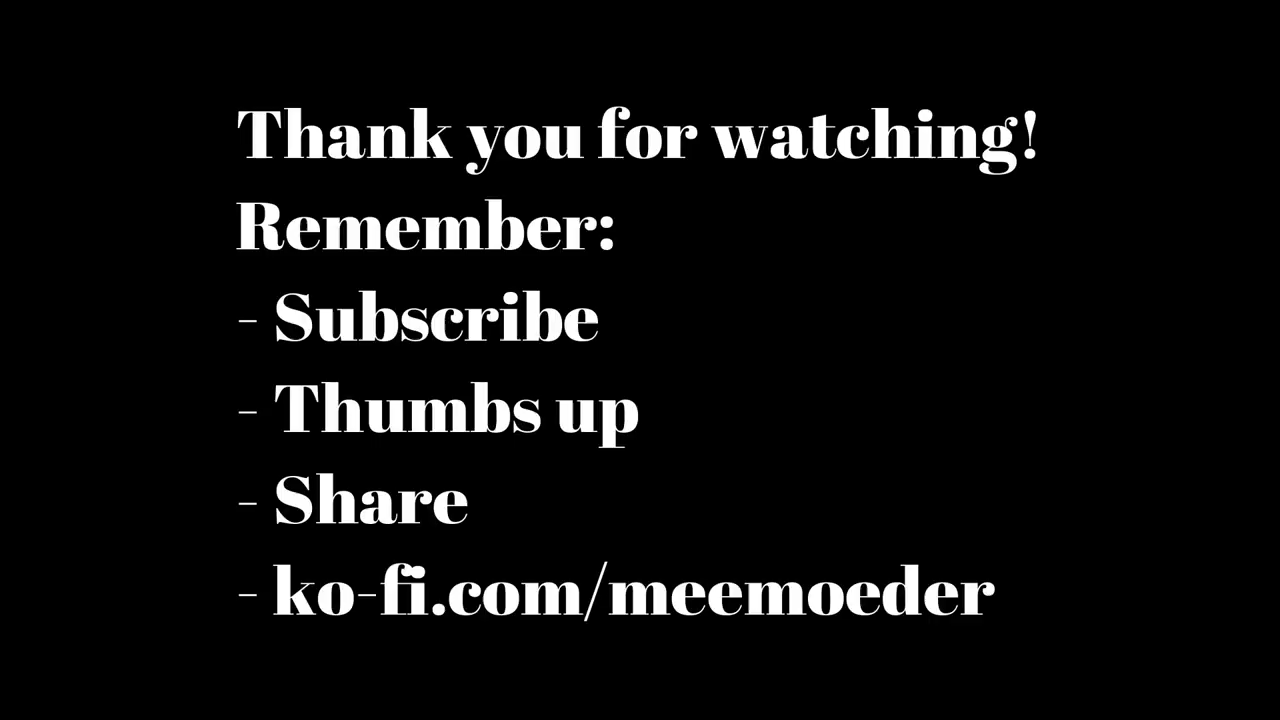 Thank you for watching!
Remember:
- Subscribe
- Thumbs up
- Share
- ko-fi.com/meemoeder